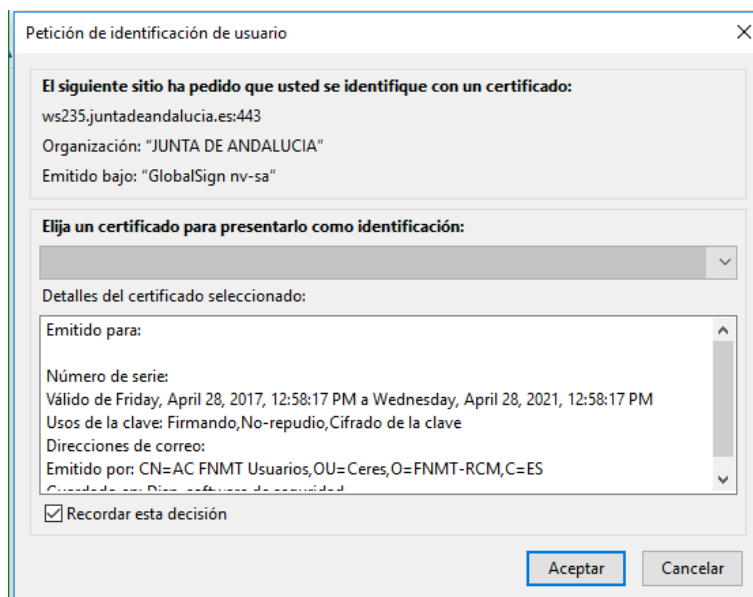 Petición de identificación de usuario
El siguiente sitio ha pedido que usted se identifique con un certificado:
ws235.juntadeandalucia.es:443
Organización: “JUNTA DE ANDALUCIA“
Emitido bajo: “GlobalSign nv-sa“
Elija un certificado para presentarlo como identificación:
Detalles del certificado seleccionado:
Emitido para:
Número de serie:
Válido de Friday, April 28, 2017, 12:58:17 PM a Wednesday, April 28, 2021, 12:58:17 PM
Usos de la clave: Firmando,No-repudio,Cifrado de la clave
Direcciones de correo:
Emitido por: CN=AC FNMT Usuarios,OU=Ceres,O=FNMT-RCM,C=ES
Recordar esta decisión
Aceptar
Cancelar